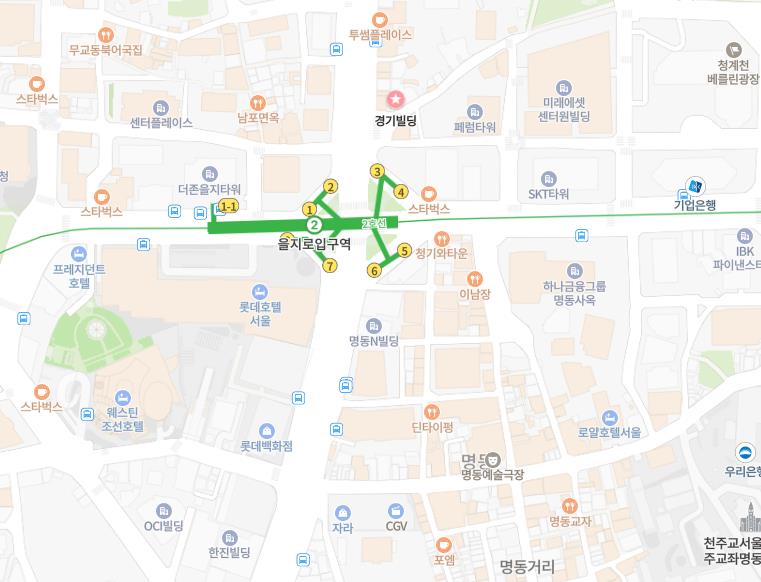 투썸플레이스
무교동북어국집
청계천
베를린광장
스타벅스
센터플레이스
남포면옥
경기빌딩
페럼타워
미래에셋
센터원빌딩
청
더존을지타워
SKT타워
기업은행
스타벅스
스타벅스
1-1
2
1
3
4
2
2호선
을지로입구역
5
6
7
청기와타운
이남장
프레지던트
호텔
롯데호텔
서울
하나금융그룹
명동사옥
IBK
파이낸스타
명동N빌딩
스타벅스
웨스틴
조선호텔
롯데백화점
딘타이펑
로얄호텔서울
명동
명동예술극장
우리은행
OCI빌딩
한진빌딩
자라
CGV
포엠
명동교자
명동거리
천주교서울
주교좌명동